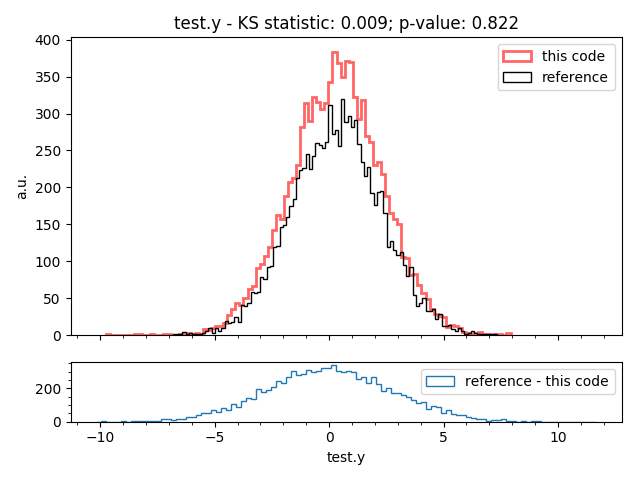 test.y - KS statistic: 0.009; p-value: 0.822
400
350
300
250
200
150
100
50
0
a.u.
this code
reference
200
0
reference - this code
−10
−5
0
5
10
test.y